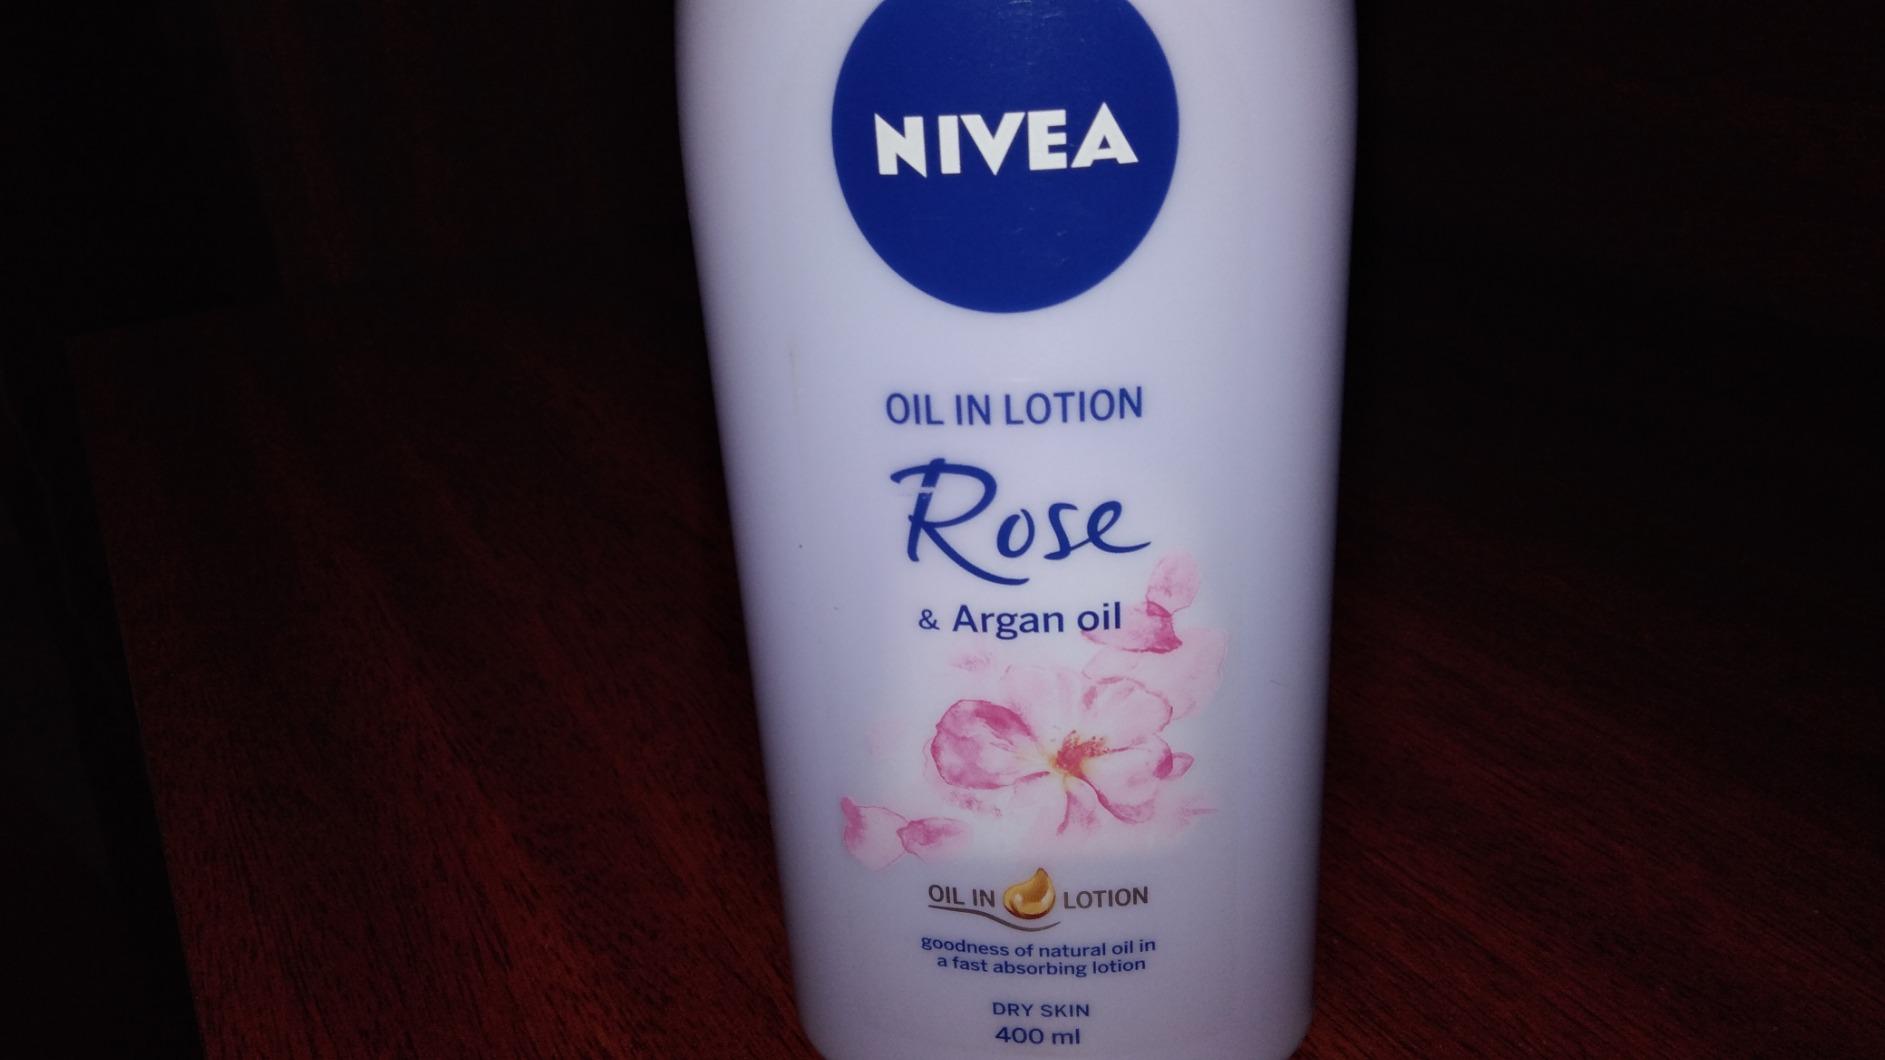 NIVEA
OIL IN LOTION
Rose
& Argan oil
OIL IN LOTION
goodness of natural oil in
a fast absorbing lotion
DRY SKIN
400 ml